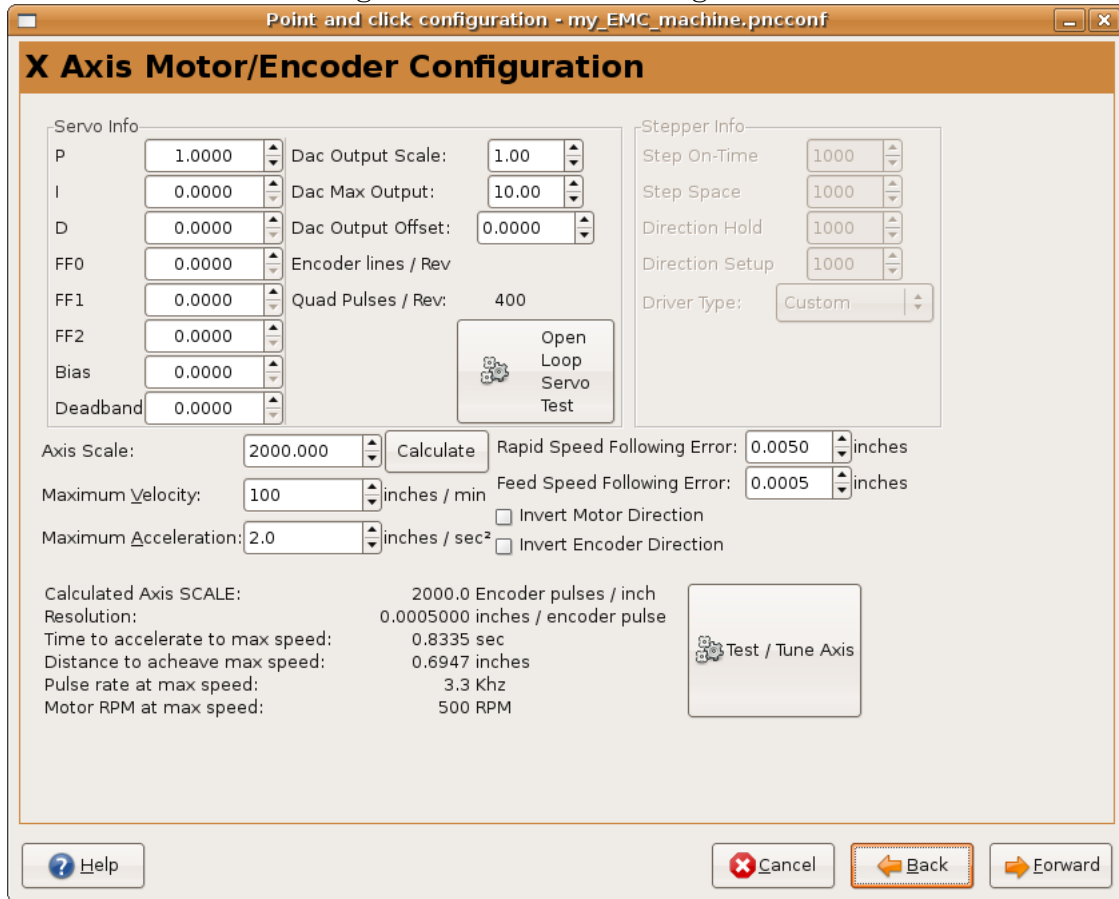 Point and click configuration - my_EMC_machine.pncconf
X Axis Motor/Encoder Configuration
Servo Info
P 1.0000 Dac Output Scale: 1.00
I 0.0000 Dac Max Output: 10.00
D 0.0000 Dac Output Offset: 0.0000
FF0 0.0000 Encoder lines / Rev
FF1 0.0000 Quad Pulses / Rev: 400
FF2 0.0000
Bias 0.0000
Deadband 0.0000
Open
Loop
Servo
Test
Stepper Info
Step On-Time 1000
Step Space 1000
Direction Hold 1000
Direction Setup 1000
Driver Type: Custom
Axis Scale: 2000.000 Calculate
Maximum Velocity: 100 inches / min
Maximum Acceleration: 2.0 inches / sec²
Rapid Speed Following Error: 0.0050 inches
Feed Speed Following Error: 0.0005 inches
Invert Motor Direction
Invert Encoder Direction
Calculated Axis SCALE: 2000.0 Encoder pulses / inch
Resolution: 0.0005000 inches / encoder pulse
Time to accelerate to max speed: 0.8335 sec
Distance to acheave max speed: 0.6947 inches
Pulse rate at max speed: 3.3 Khz
Motor RPM at max speed: 500 RPM
Test / Tune Axis
Help
Cancel
Back
Forward